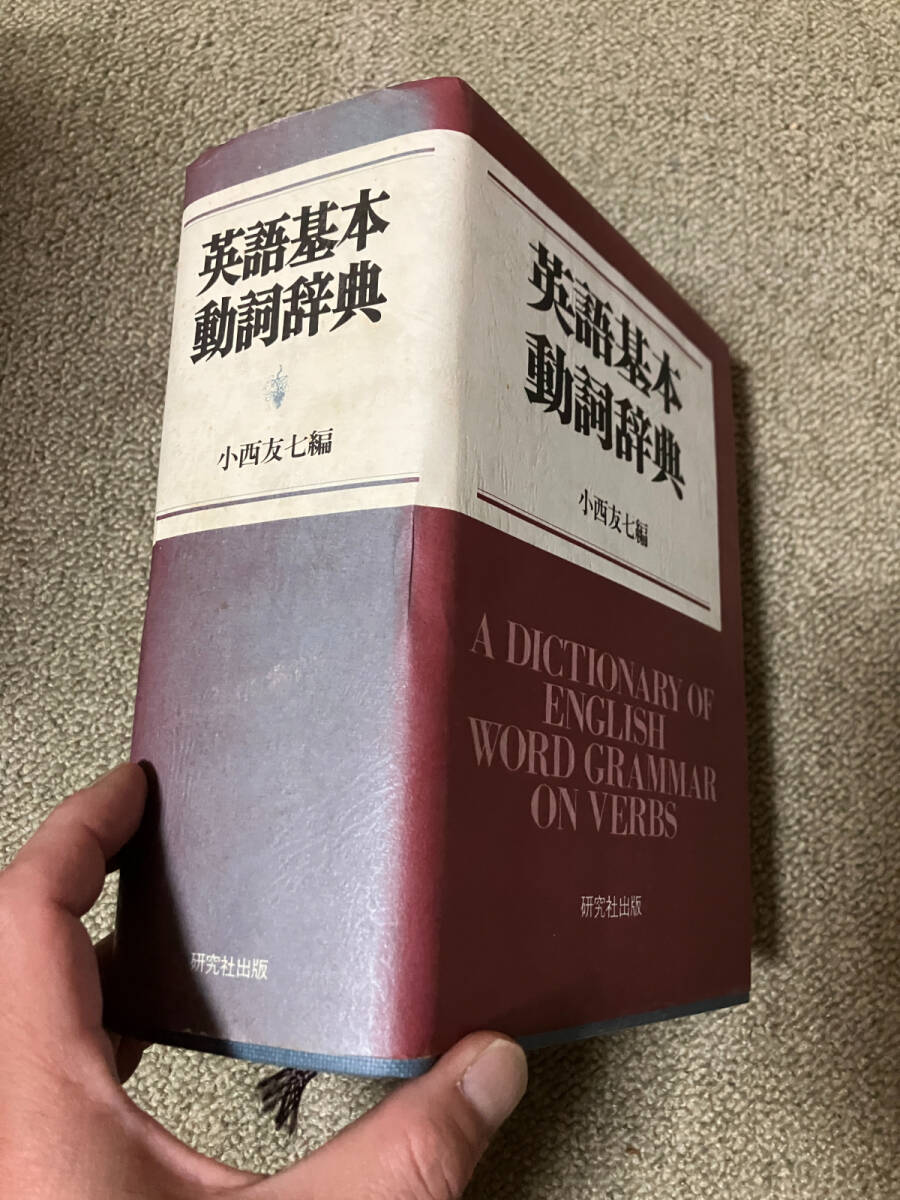 英語基本
動詞辞典
小西友七編
研究社出版
英語基本
動詞辞典
小西友七編
A DICTIONARY OF
ENGLISH
WORD GRAMMAR
ON VERBS
研究社出版